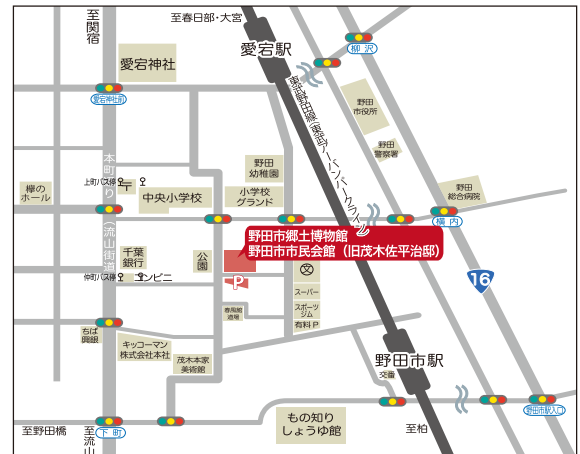 至関宿
至春日部・大宮
愛宕駅
柳沢
愛宕神社
愛宕神社前
東武野田線(東武アーバンパークライン)
野田
市役所
野田
警察署
本町通り(流山街道)
野田
幼稚園
上町バス停
〒
欅の
ホール
中央小学校
小学校
グランド
野田
総合病院
横内
野田市郷土博物館
野田市市民会館(旧茂木佐平治邸)
千葉
銀行
公園
P
文
16
仲町バス停
コンビニ
スーパー
春風館
道場
スポーツ
ジム
有料P
ちば
興銀
キッコーマン
株式会社本社
茂木本家
美術館
野田市駅
交番
もの知り
しょうゆ館
野田市駅入口
至野田橋
至流山
下町
至柏